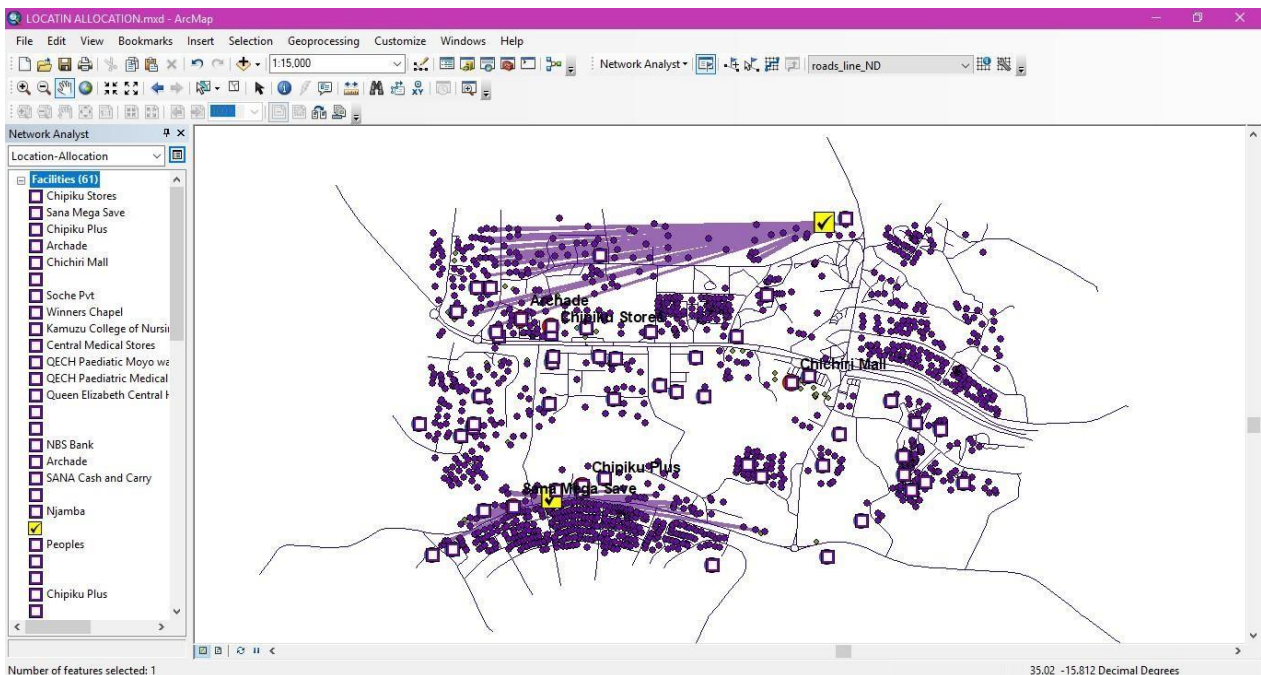 LOCATIN ALLOCATION.mxd - ArcMap
File Edit View Bookmarks Insert Selection Geoprocessing Customize Windows Help
1:15,000 Network Analyst roads_line_ND
Network Analyst
Location-Allocation
Facilities (61)
Chipiku Stores
Sana Mega Save
Chipiku Plus
Archade
Chichiri Mall
Soche Pvt
Winners Chapel
Kamuzu College of Nursi
Central Medical Stores
QECH Paediatic Moyo wa
QECH Paediatric Medical
Queen Elizabeth Central H
NBS Bank
Archade
SANA Cash and Carry
Njamba
Peoples
Chipiku Plus
Archade
Chipiku Stores
Chichiri Mall
Chipiku Plus
Sana Mega Save
Number of features selected: 1
35.02 -15.812 Decimal Degrees